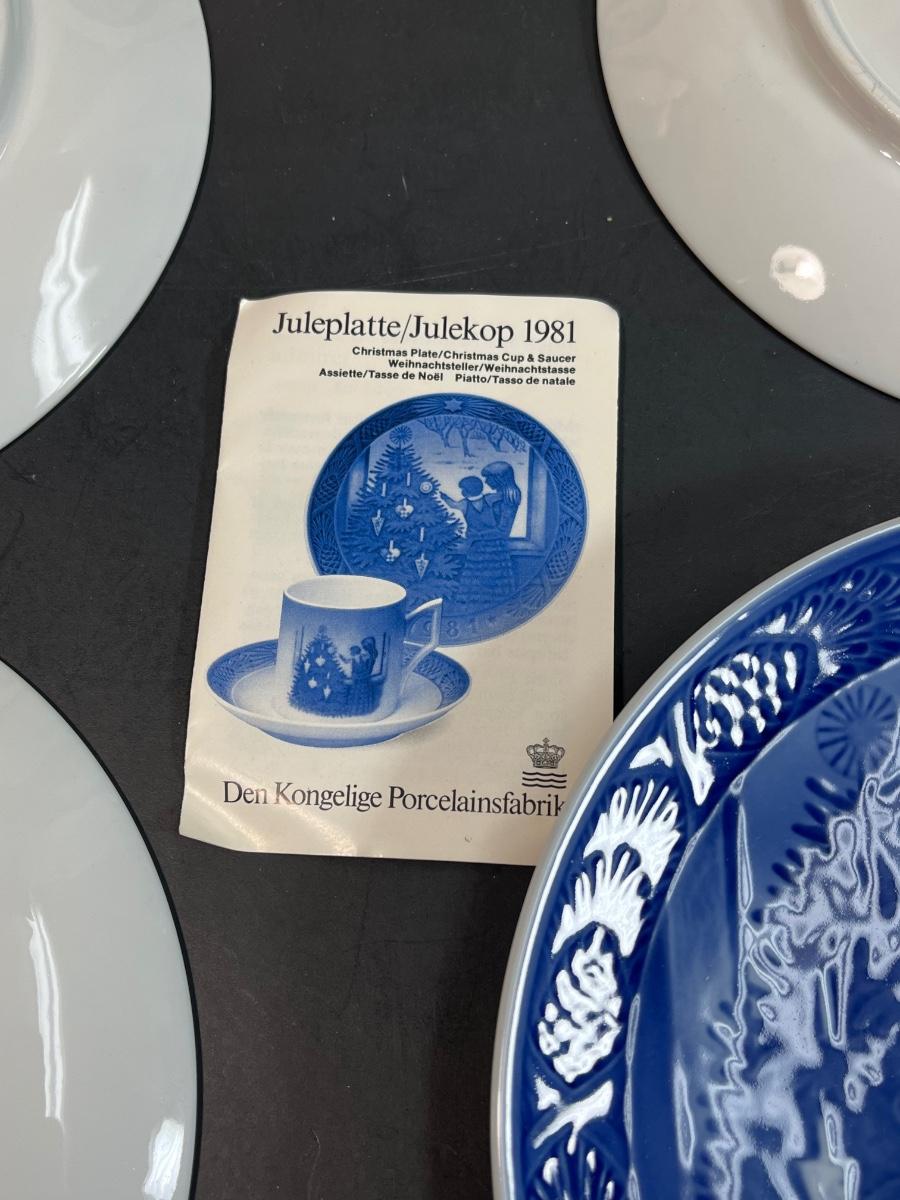 Juleplatte/Julekop 1981
Christmas Plate/Christmas Cup & Saucer
Weihnachtsteller/Weihnachtstasse
Assiette/Tasse de Noël Piatto/Tasso de natale
1981
Den Kongelige Porcelainsfabrik